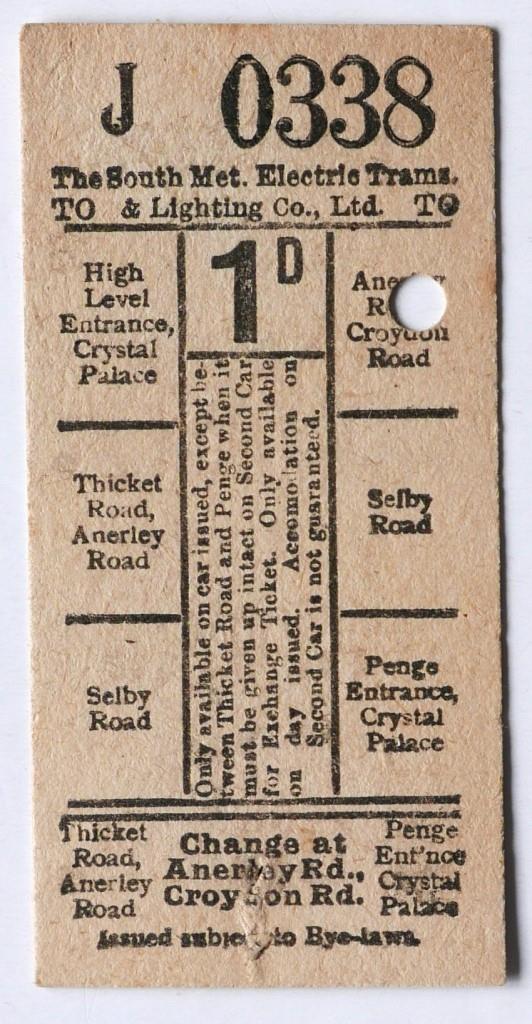 J 0338
The South Met. Electric Trams.
TO & Lighting Co., Ltd. TO
High
Level
Entrance,
Crystal
Palace
Thicket
Road,
Anerley
Road
Selby
Road
1D
Only available on car issued, except be-
tween Thicket Road and Penge when it
must be given up intact on Second Car
for Exchange Ticket. Only available
on day issued. Accomodation on
Second Car is not guaranteed.
Croydon
Road
Selby
Road
Penge
Entrance,
Crystal
Palace
Thicket
Road,
Anerley
Road
Change at
Anerley Rd.,
Croydon Rd.
Penge
Ent'nce
Crystal
Palace
Issued subject to Bye-laws.